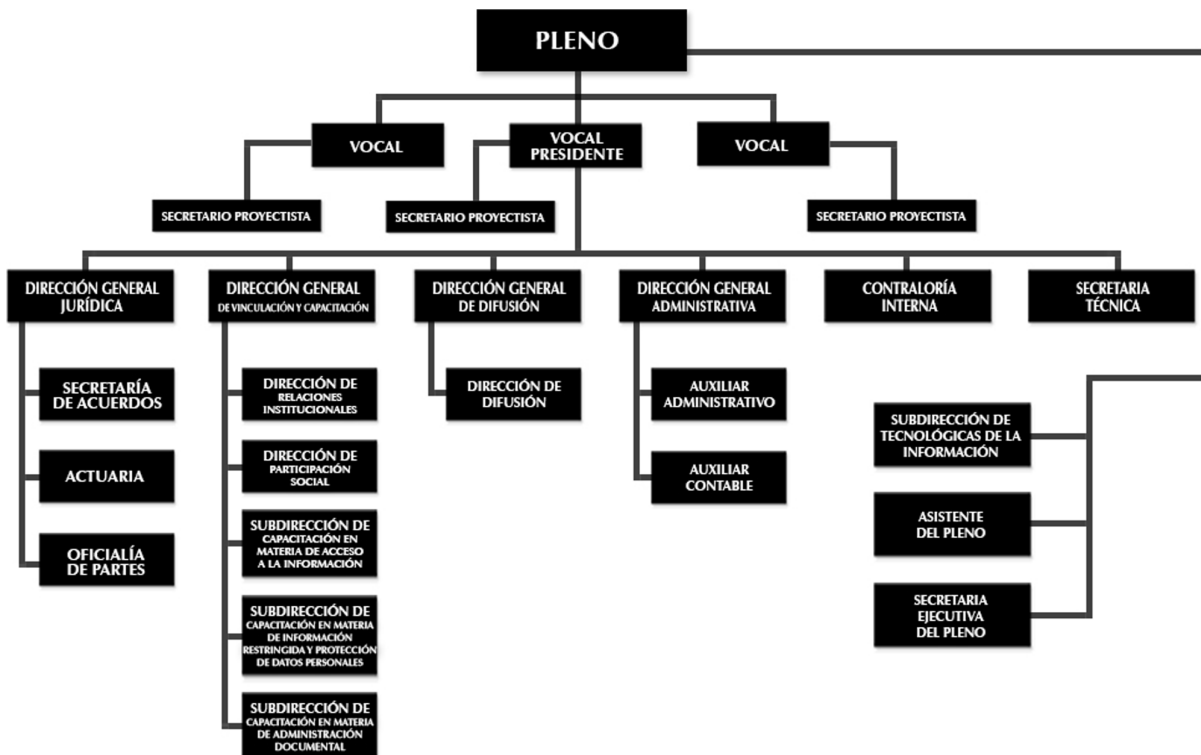 PLENO
VOCAL
VOCAL
PRESIDENTE
VOCAL
SECRETARIO PROYECTISTA
SECRETARIO PROYECTISTA
SECRETARIO PROYECTISTA
DIRECCIÓN GENERAL
JURÍDICA
DIRECCIÓN GENERAL
DE VINCULACIÓN Y CAPACITACIÓN
DIRECCIÓN GENERAL
DE DIFUSIÓN
DIRECCIÓN GENERAL
ADMINISTRATIVA
CONTRALORÍA
INTERNA
SECRETARIA
TÉCNICA
SECRETARÍA
DE ACUERDOS
ACTUARIA
OFICIALÍA
DE PARTES
DIRECCIÓN DE
RELACIONES
INSTITUCIONALES
DIRECCIÓN DE
PARTICIPACIÓN
SOCIAL
SUBDIRECCIÓN DE
CAPACITACIÓN EN
MATERIA DE ACCESO
A LA INFORMACIÓN
SUBDIRECCIÓN DE
CAPACITACIÓN EN MATERIA
DE INFORMACIÓN
RESTRINGIDA Y PROTECCIÓN
DE DATOS PERSONALES
SUBDIRECCIÓN DE
CAPACITACIÓN EN MATERIA
DE ADMINISTRACIÓN
DOCUMENTAL
DIRECCIÓN DE
DIFUSIÓN
AUXILIAR
ADMINISTRATIVO
AUXILIAR
CONTABLE
SUBDIRECCIÓN DE
TECNOLÓGICAS DE LA
INFORMACIÓN
ASISTENTE
DEL PLENO
SECRETARIA
EJECUTIVA
DEL PLENO